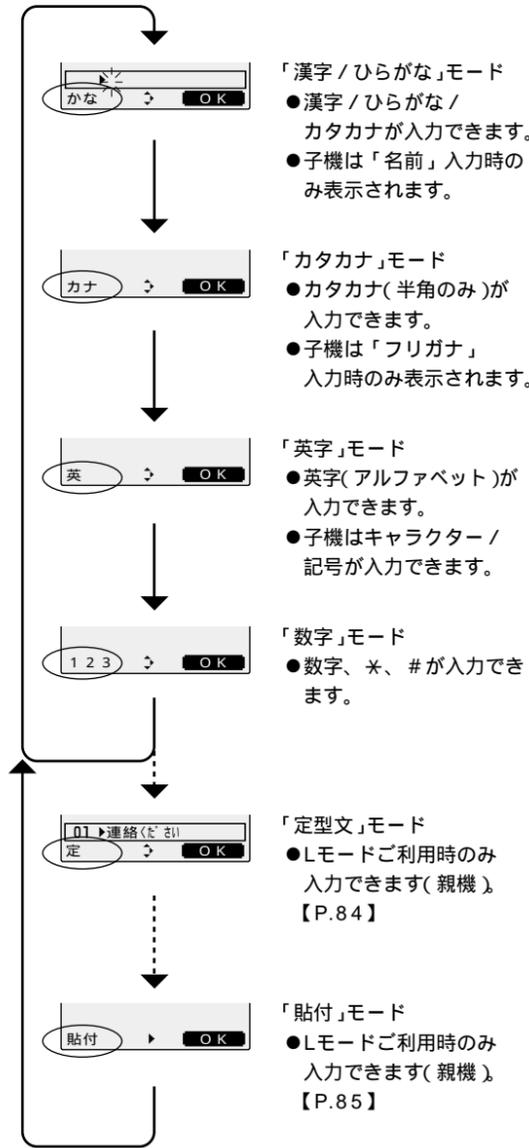 「漢字 / ひらがな」モード
かな OK
●漢字 / ひらがな /
カタカナが入力できます。
●子機は「名前」入力時の
み表示されます。
「カタカナ」モード
カナ OK
●カタカナ( 半角のみ )が
入力できます。
●子機は「フリガナ」
入力時のみ表示されます。
「英字」モード
英 OK
●英字( アルファベット )が
入力できます。
●子機はキャラクター /
記号が入力できます。
「数字」モード
1 2 3 OK
●数字、＊、＃が入力でき
ます。
01 ▶連絡ください
定 OK
「定型文」モード
●Lモードご利用時のみ
入力できます( 親機 )。
【P.84】
「貼付」モード
貼付 ▶ OK
●Lモードご利用時のみ
入力できます( 親機 )。
【P.85】